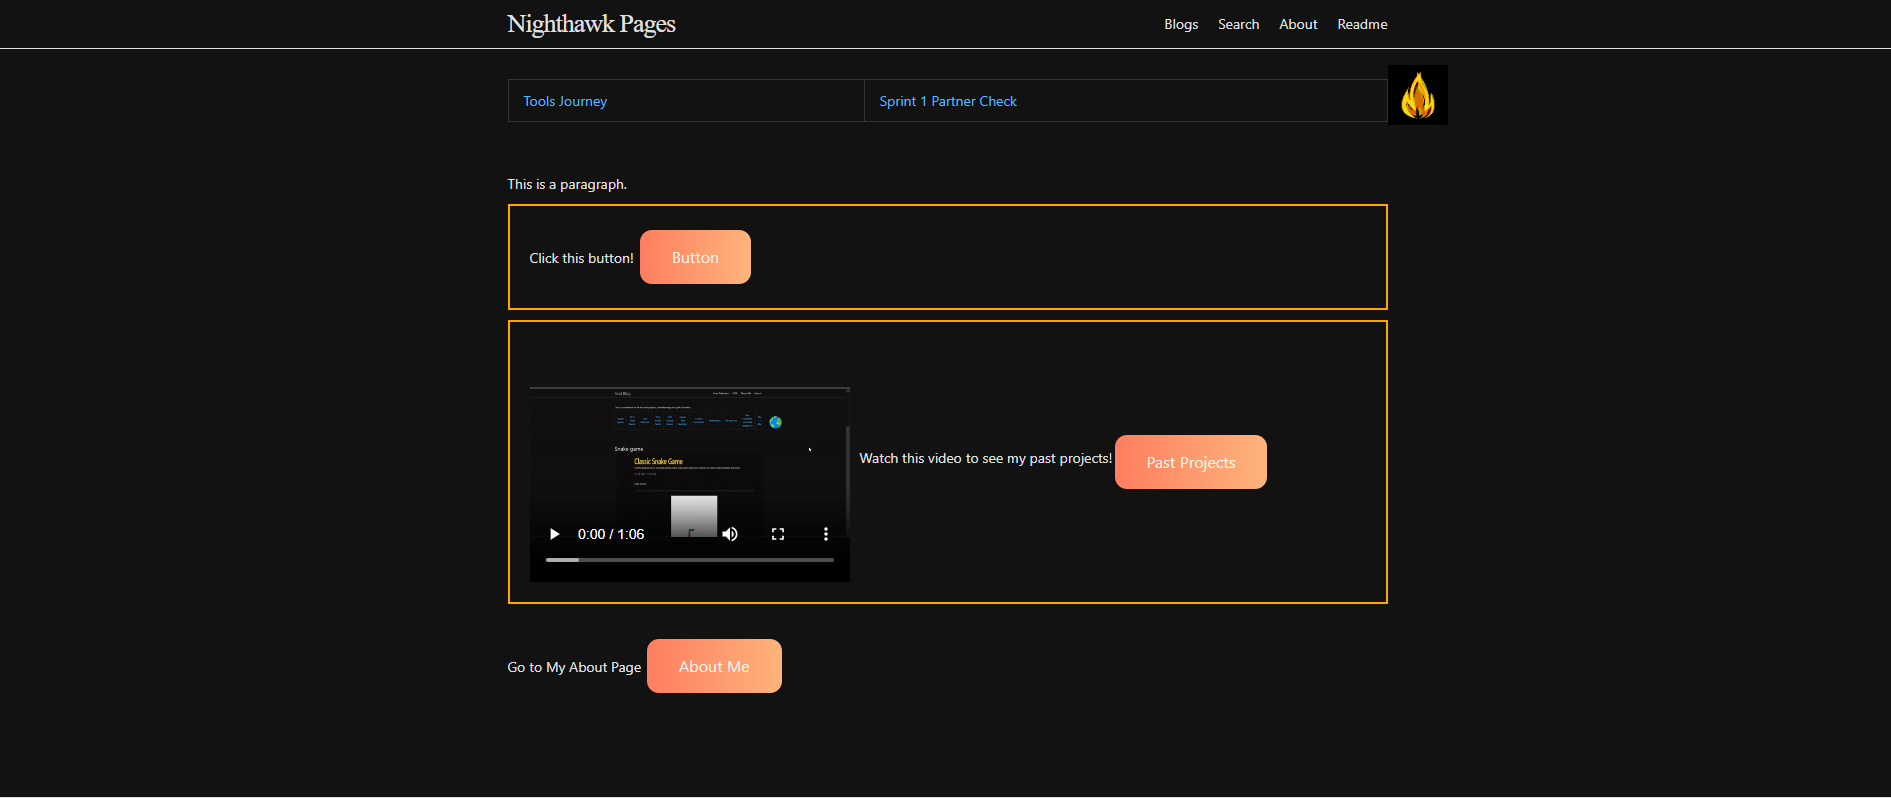 Nighthawk Pages
Blogs Search About Readme
Tools Journey Sprint 1 Partner Check
This is a paragraph.
Click this button! Button
Snake game
Classic Snake Game
Watch this video to see my past projects! Past Projects
0:00 / 1:06
Go to My About Page About Me